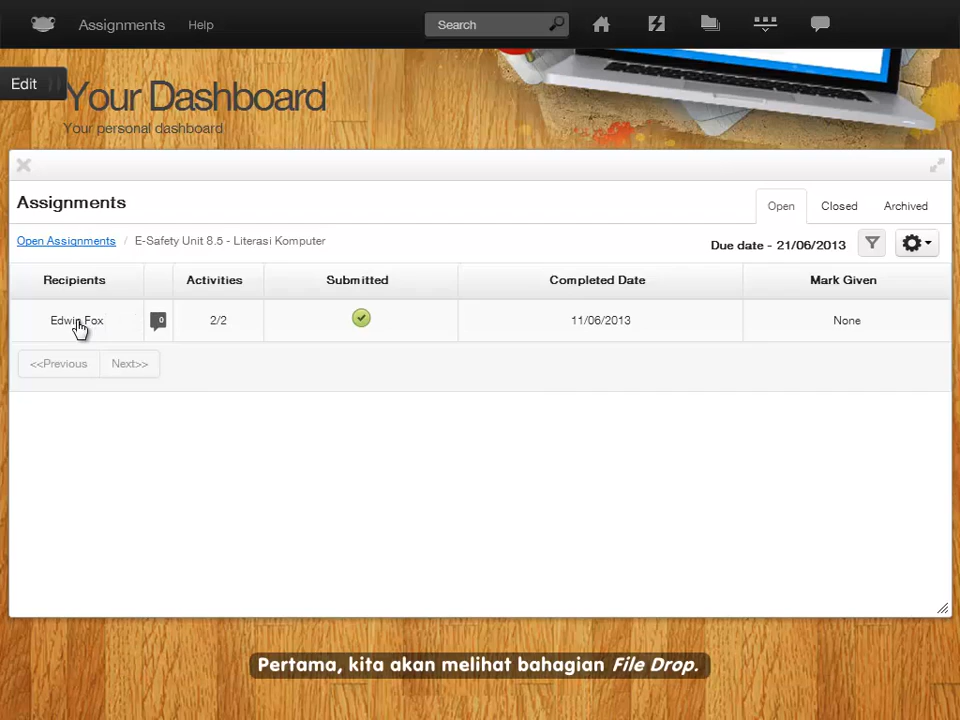 Assignments Help Search
Edit
Your Dashboard
Your personal dashboard
Assignments
Open Closed Archived
Open Assignments / E-Safety Unit 8.5 - Literasi Komputer
Due date - 21/06/2013
Recipients Activities Submitted Completed Date Mark Given
Edwin Fox 0 2/2 11/06/2013 None
<<Previous Next>>
Pertama, kita akan melihat bahagian File Drop.